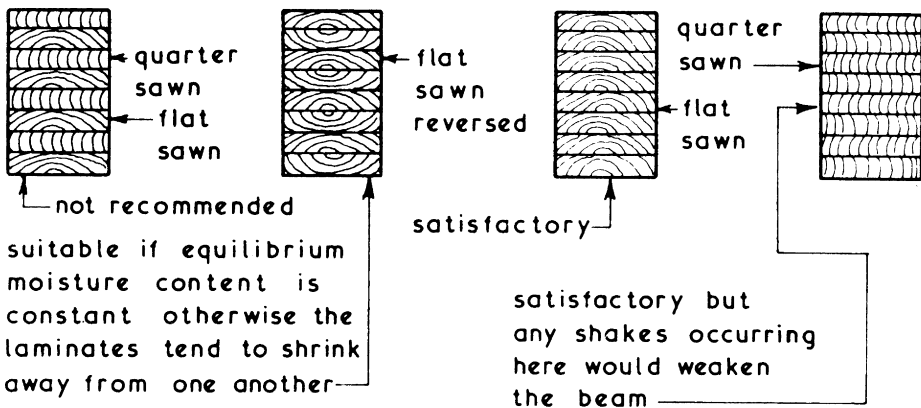 quarter
sawn
flat
sawn
not recommended
flat
sawn
reversed
suitable if equilibrium
moisture content is
constant otherwise the
laminates tend to shrink
away from one another
quarter
sawn
flat
sawn
satisfactory
satisfactory but
any shakes occurring
here would weaken
the beam